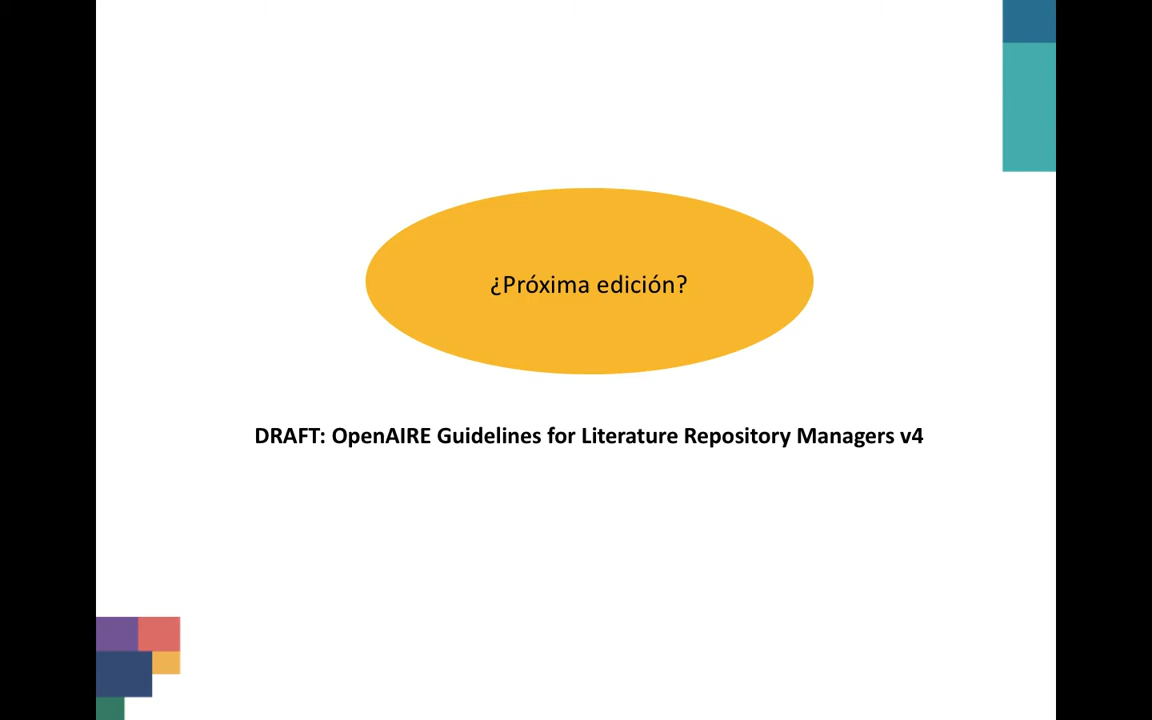 ¿Próxima edición?
DRAFT: OpenAIRE Guidelines for Literature Repository Managers v4